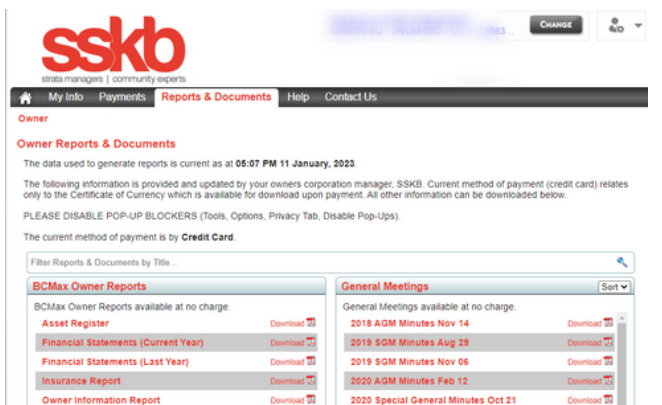 sskb
strata managers | community experts
CHANGE
My Info Payments Reports & Documents Help Contact Us
Owner
Owner Reports & Documents
The data used to generate reports is current as at 05:07 PM 11 January, 2023.
The following information is provided and updated by your owners corporation manager, SSKB. Current method of payment (credit card) relates
only to the Certificate of Currency which is available for download upon payment. All other information can be downloaded below.
PLEASE DISABLE POP-UP BLOCKERS (Tools, Options, Privacy Tab, Disable Pop-Ups).
The current method of payment is by Credit Card.
Filter Reports & Documents by Title...
BCMax Owner Reports
BCMax Owner Reports available at no charge.
Asset Register Download
Financial Statements (Current Year) Download
Financial Statements (Last Year) Download
Insurance Report Download
Owner Information Report Download
General Meetings Sort
General Meetings available at no charge.
2018 AGM Minutes Nov 14 Download
2019 SGM Minutes Aug 29 Download
2019 SGM Minutes Nov 06 Download
2020 AGM Minutes Feb 12 Download
2020 Special General Minutes Oct 21 Download